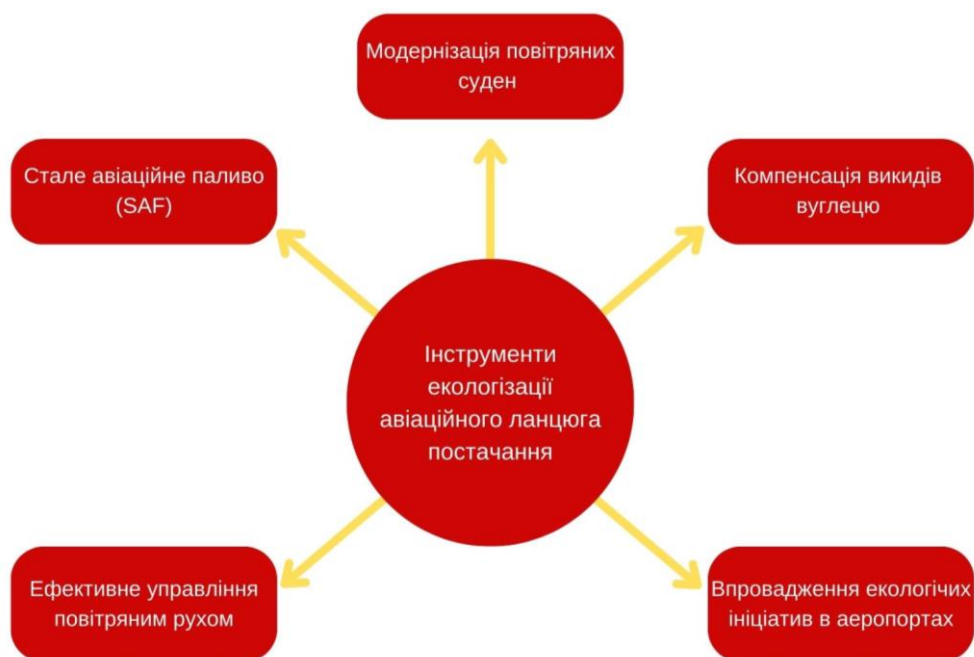 Модернізація повітряних
суден
Стале авіаційне паливо
(SAF)
Компенсація викидів
вуглецю
Інструменти
екологізації
авіаційного ланцюга
постачання
Ефективне управління
повітряним рухом
Впровадження екологічих
ініціатив в аеропортах